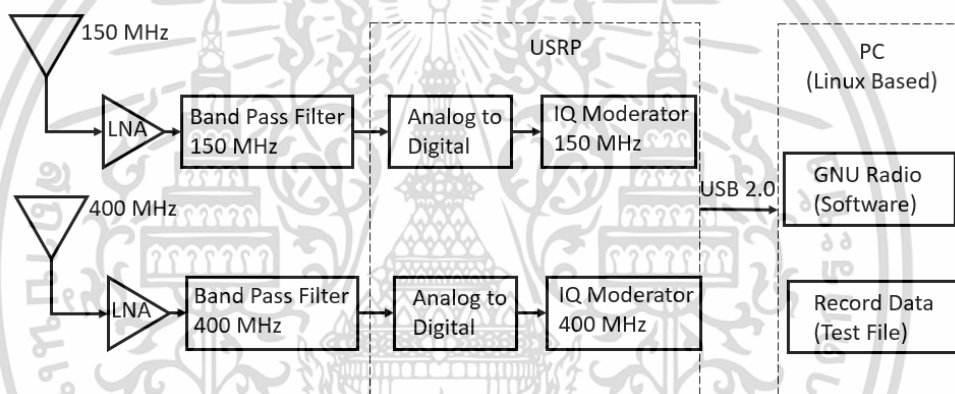 150 MHz
LNA
Band Pass Filter
150 MHz
USRP
Analog to
Digital
IQ Moderator
150 MHz
400 MHz
LNA
Band Pass Filter
400 MHz
Analog to
Digital
IQ Moderator
400 MHz
USB 2.0
PC
(Linux Based)
GNU Radio
(Software)
Record Data
(Test File)